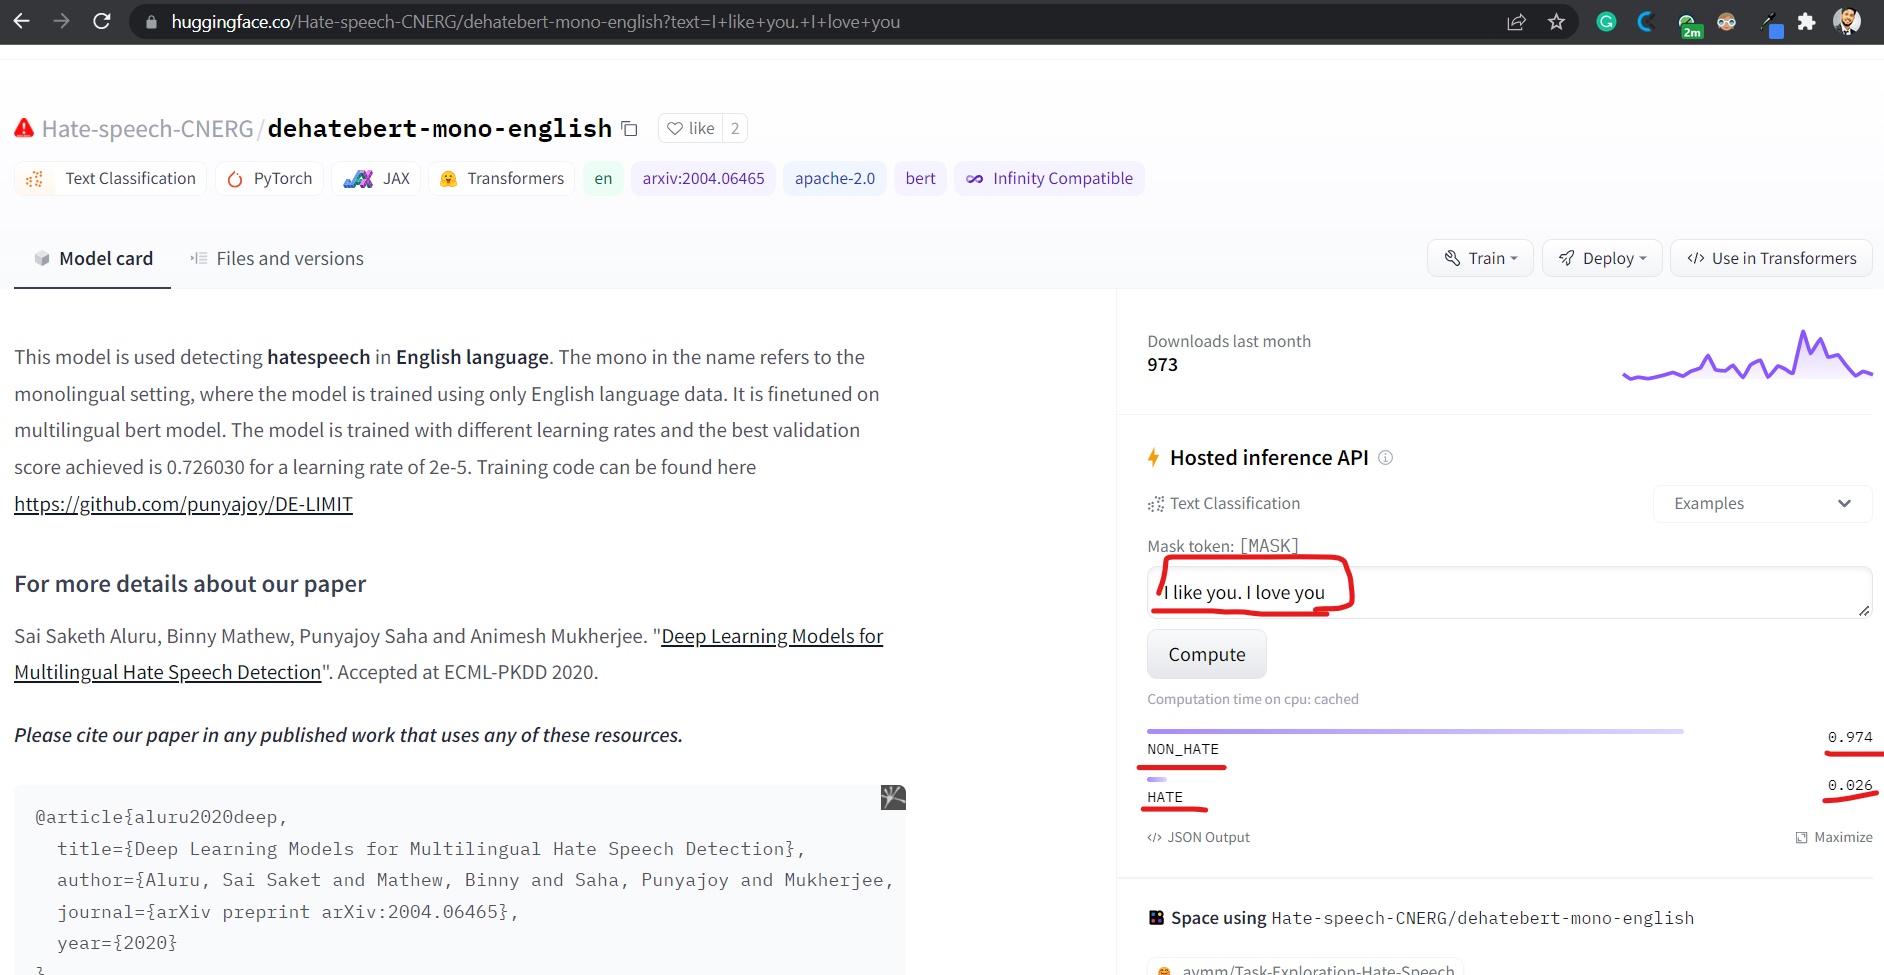 huggingface.co/Hate-speech-CNERG/dehatebert-mono-english?text=I+like+you.+I+love+you
2m
Hate-speech-CNERG/dehatebert-mono-english
like 2
Text Classification PyTorch JAX Transformers en arxiv:2004.06465 apache-2.0 bert Infinity Compatible
Model card Files and versions
Train Deploy </> Use in Transformers
This model is used detecting hatespeech in English language. The mono in the name refers to the
monolingual setting, where the model is trained using only English language data. It is finetuned on
multilingual bert model. The model is trained with different learning rates and the best validation
score achieved is 0.726030 for a learning rate of 2e-5. Training code can be found here
https://github.com/punyajoy/DE-LIMIT
For more details about our paper
Sai Saketh Aluru, Binny Mathew, Punyajoy Saha and Animesh Mukherjee. "Deep Learning Models for
Multilingual Hate Speech Detection". Accepted at ECML-PKDD 2020.
Please cite our paper in any published work that uses any of these resources.
@article{aluru2020deep,
title={Deep Learning Models for Multilingual Hate Speech Detection},
author={Aluru, Sai Saket and Mathew, Binny and Saha, Punyajoy and Mukherjee,
journal={arXiv preprint arXiv:2004.06465},
year={2020}
}
Downloads last month
973
Hosted inference API
Text Classification
Examples
Mask token: [MASK]
I like you. I love you
Compute
Computation time on cpu: cached
NON_HATE 0.974
HATE 0.026
</> JSON Output Maximize
Space using Hate-speech-CNERG/dehatebert-mono-english
aymm/Task-Exploration-Hate-Speech